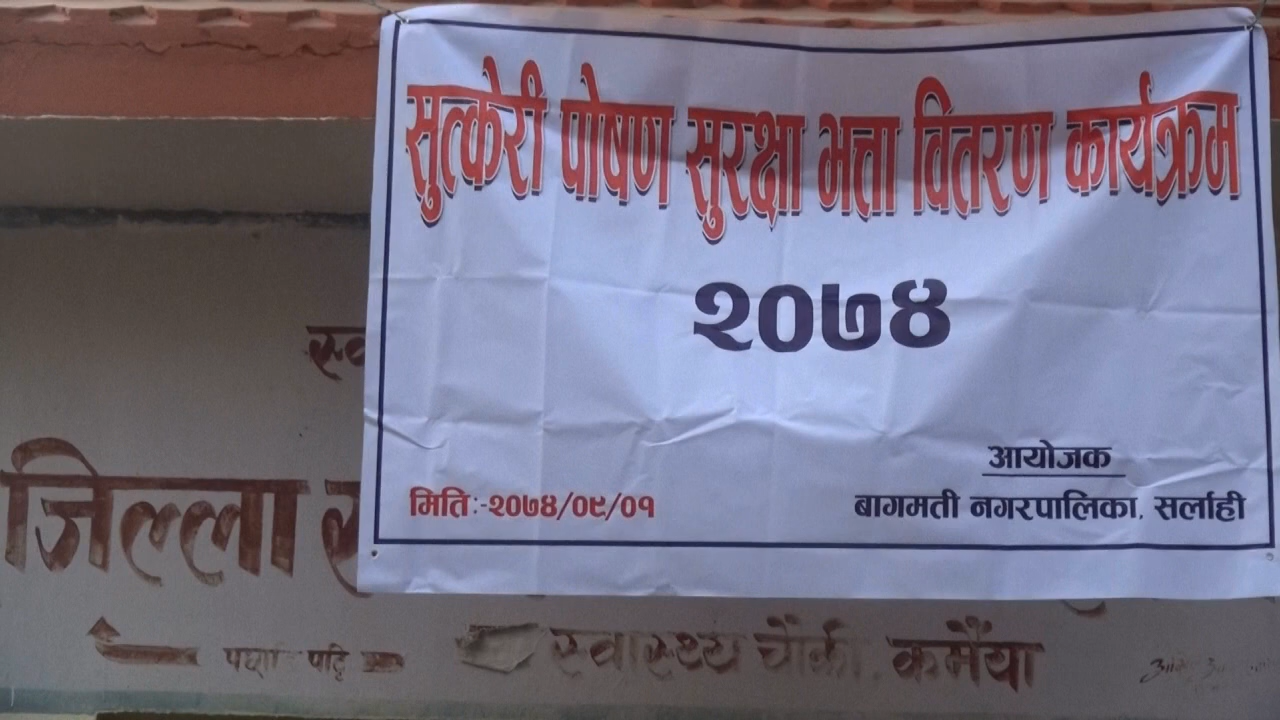 सुत्केरी पोषण सुरक्षा भत्ता वितरण कार्यक्रम
२०७४
आयोजक
मिति:-२०७४/०९/०१
बागमती नगरपालिका, सर्लाही
जिल्ला
स्वास्थ्य चौकी, कमैया